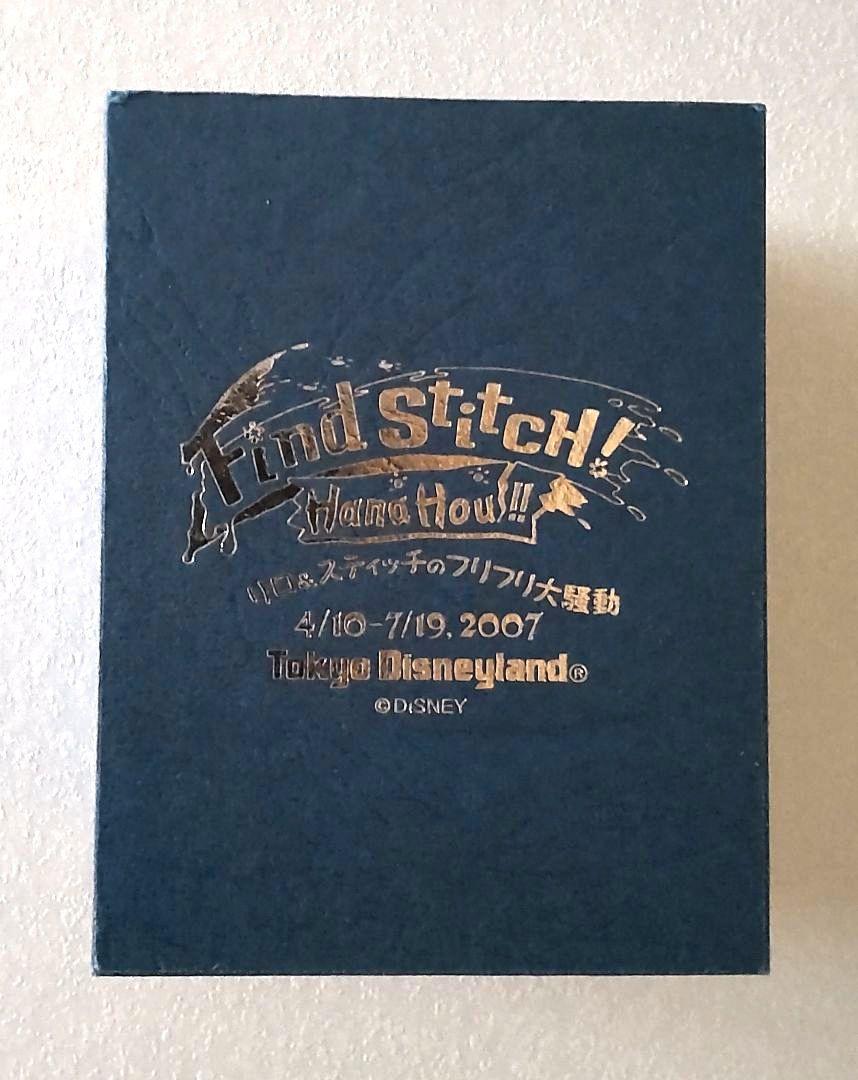 Find Stitch!
Hana Hou!!
リロ&スティッチのフリフリ大騒動
4/10-7/19, 2007
Tokyo Disneyland®
©DISNEY